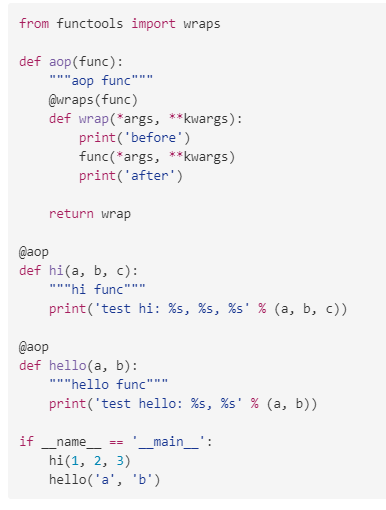 from functools import wraps

def aop(func):
    """aop func"""
    @wraps(func)
    def wrap(*args, **kwargs):
        print('before')
        func(*args, **kwargs)
        print('after')

    return wrap

@aop
def hi(a, b, c):
    """hi func"""
    print('test hi: %s, %s, %s' % (a, b, c))

@aop
def hello(a, b):
    """hello func"""
    print('test hello: %s, %s' % (a, b))

if __name__ == '__main__':
    hi(1, 2, 3)
    hello('a', 'b')